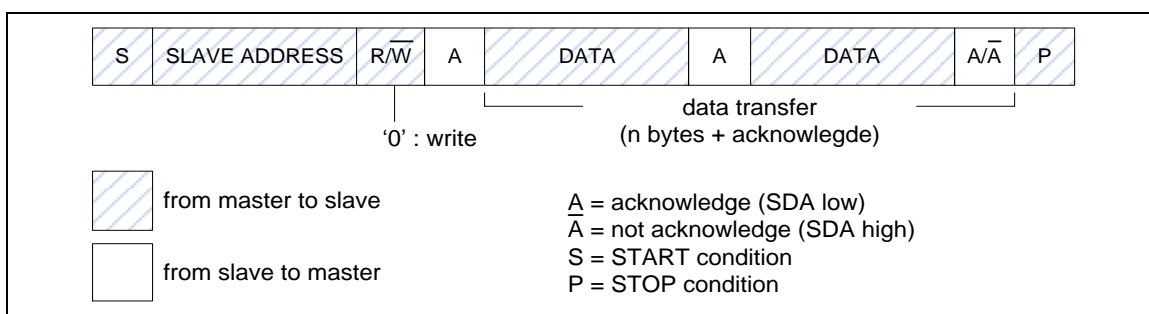 S SLAVE ADDRESS R/W̅ A DATA A DATA A/A̅ P
data transfer
(n bytes + acknowlegde)
‘0’ : write
from master to slave
from slave to master
A = acknowledge (SDA low)
A̅ = not acknowledge (SDA high)
S = START condition
P = STOP condition